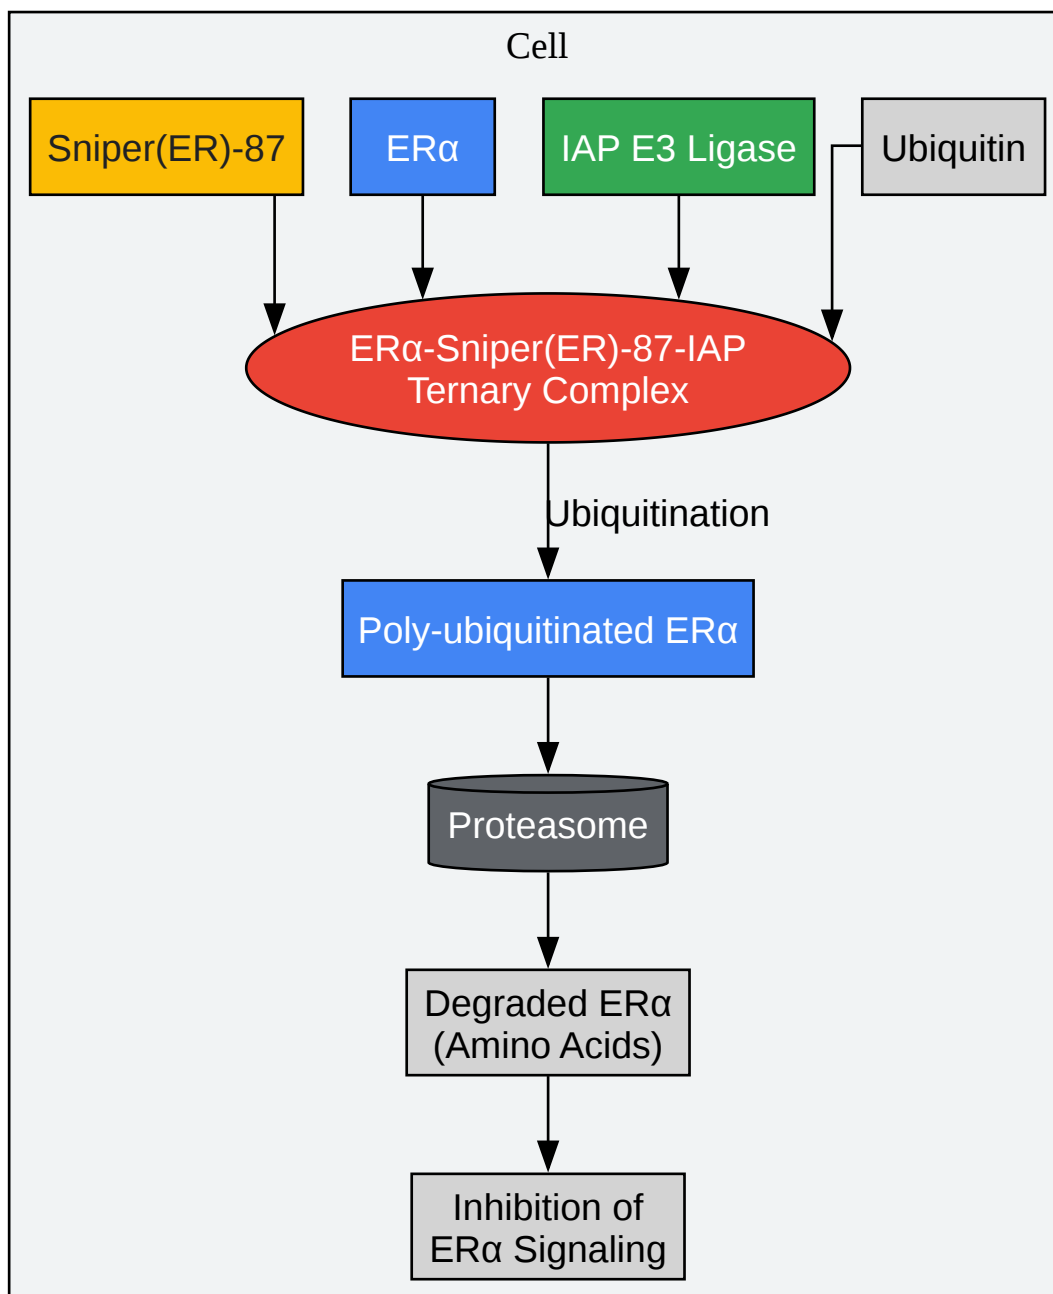 Cell
Sniper(ER)-87
ERα
IAP E3 Ligase
Ubiquitin
ERα-Sniper(ER)-87-IAP
Ternary Complex
Ubiquitination
Poly-ubiquitinated ERα
Proteasome
Degraded ERα
(Amino Acids)
Inhibition of
ERα Signaling